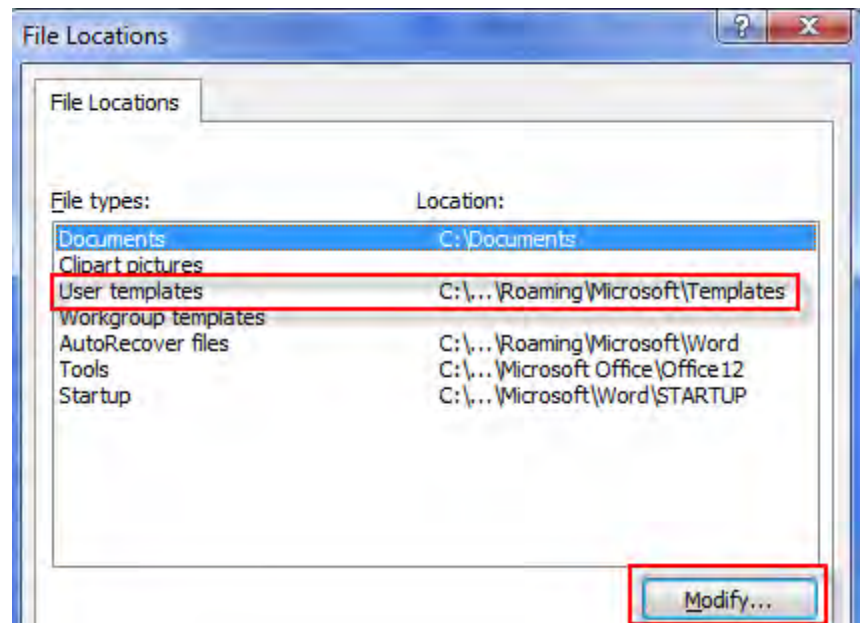 File Locations
File Locations
File types: Location:
Documents C:\Documents
Clipart pictures
User templates C:\...\Roaming\Microsoft\Templates
Workgroup templates
AutoRecover files C:\...\Roaming\Microsoft\Word
Tools C:\...\Microsoft Office\Office12
Startup C:\...\Microsoft\Word\STARTUP
Modify...